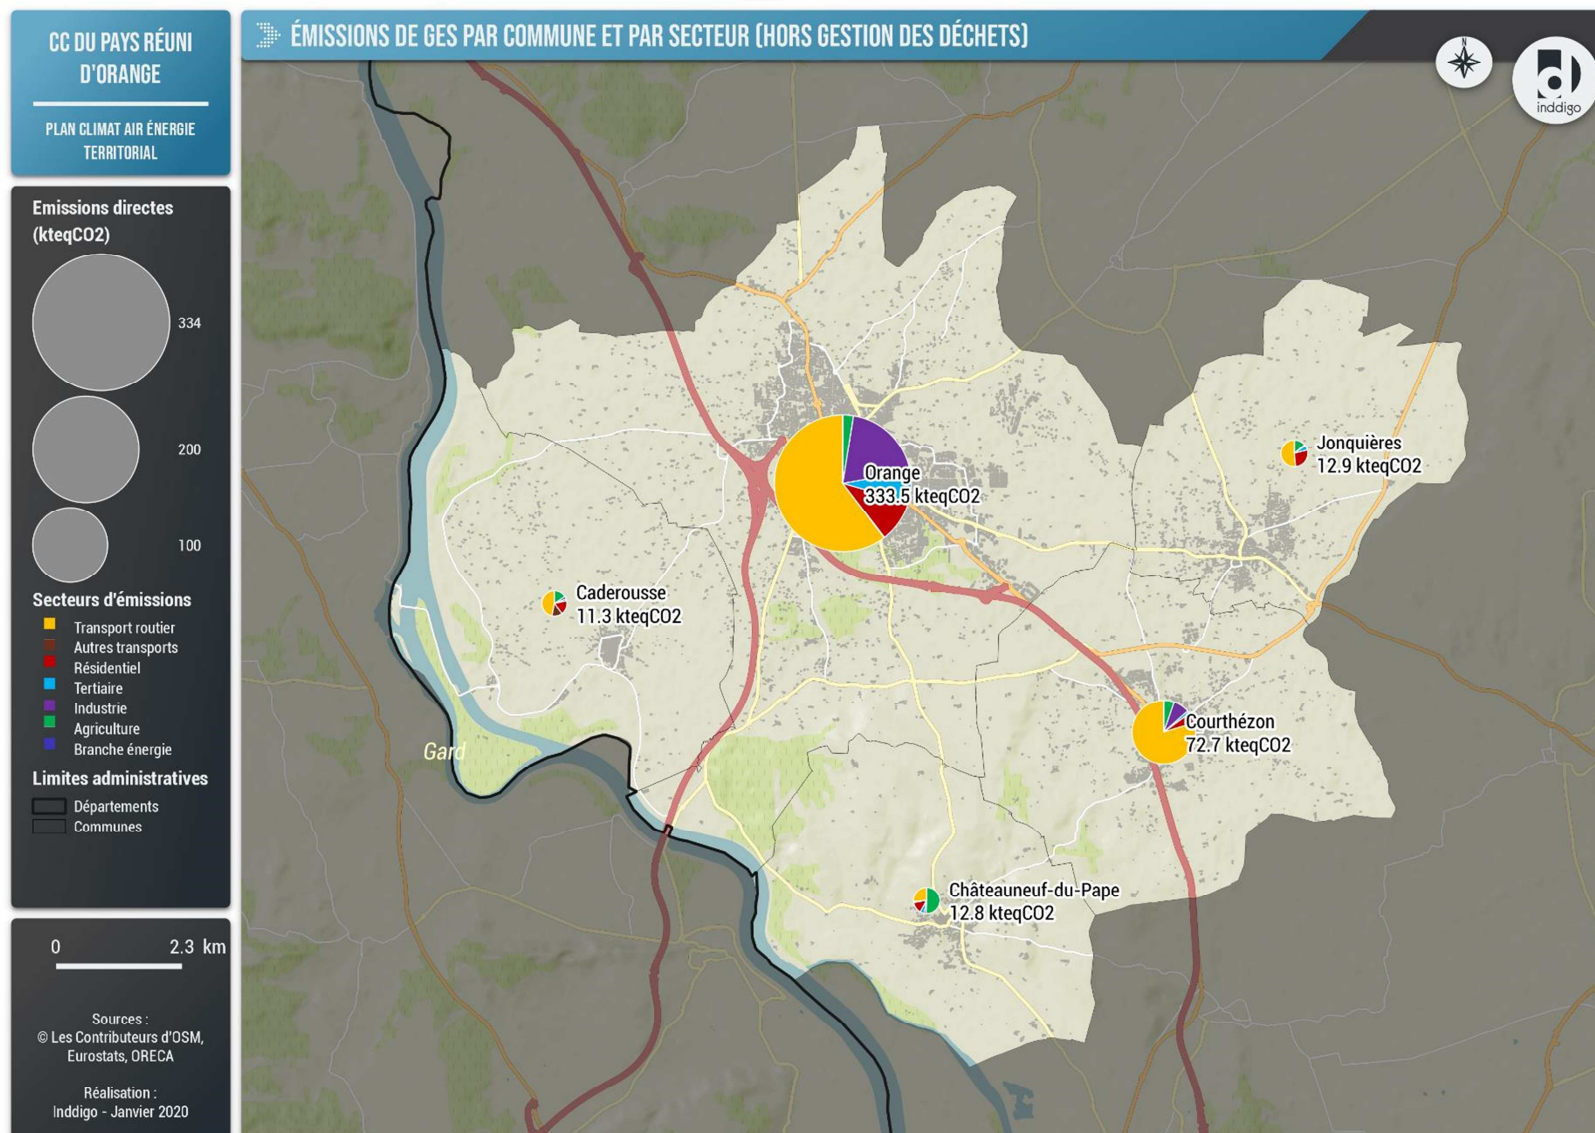 CC DU PAYS RÉUNI
D'ORANGE
PLAN CLIMAT AIR ÉNERGIE
TERRITORIAL
ÉMISSIONS DE GES PAR COMMUNE ET PAR SECTEUR (HORS GESTION DES DÉCHETS)
N
inddigo
Emissions directes
(kteqCO2)
334
200
100
Secteurs d'émissions
Transport routier
Autres transports
Résidentiel
Tertiaire
Industrie
Agriculture
Branche énergie
Limites administratives
Départements
Communes
0 2.3 km
Sources :
© Les Contributeurs d'OSM,
Eurostats, ORECA
Réalisation :
Inddigo - Janvier 2020
Orange
333.5 kteqCO2
Jonquières
12.9 kteqCO2
Caderousse
11.3 kteqCO2
Courthézon
72.7 kteqCO2
Gard
Châteauneuf-du-Pape
12.8 kteqCO2